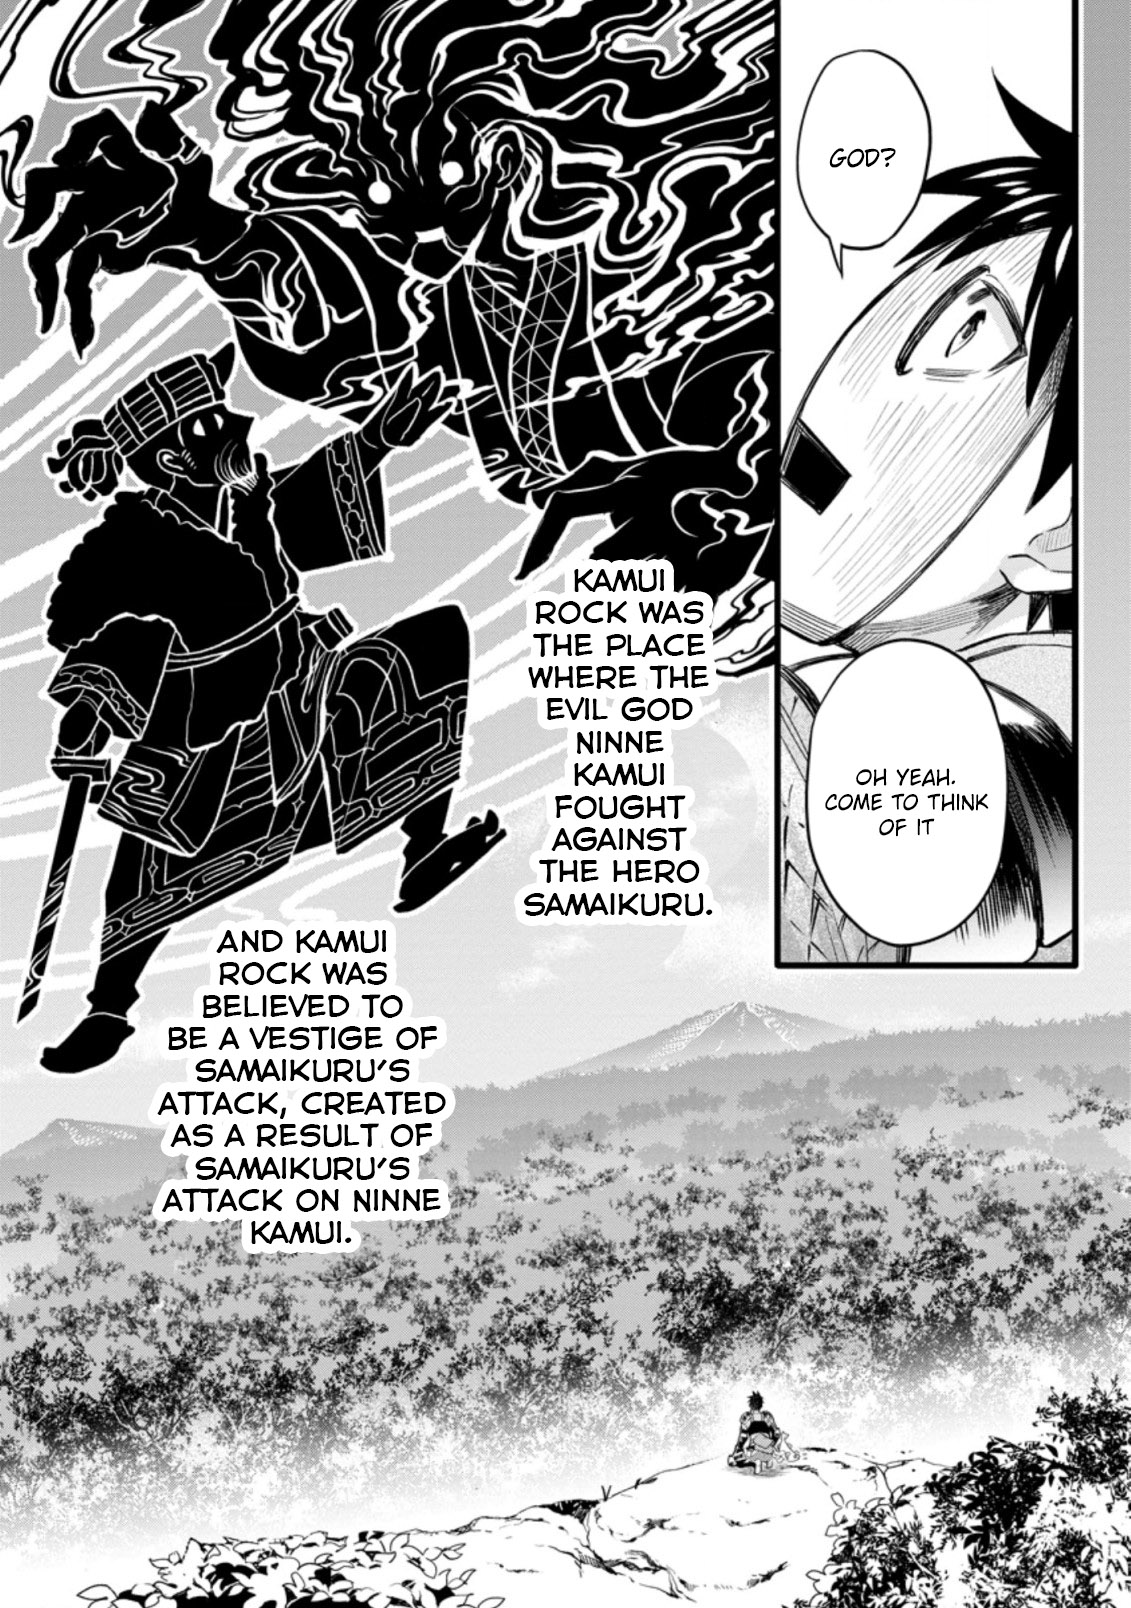 GOD?
OH YEAH.
COME TO THINK
OF IT
KAMUI
ROCK WAS
THE PLACE
WHERE THE
EVIL GOD
NINNE
KAMUI
FOUGHT
AGAINST
THE HERO
SAMAIKURU.
AND KAMUI
ROCK WAS
BELIEVED TO
BE A VESTIGE OF
SAMAIKURU'S
ATTACK, CREATED
AS A RESULT OF
SAMAIKURU'S
ATTACK ON NINNE
KAMUI.